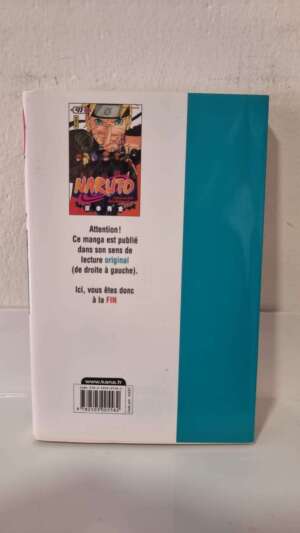 NARUTO
Attention!
Ce manga est publié
dans son sens de
lecture original
(de droite à gauche).
Ici, vous êtes donc
à la FIN
www.kana.fr